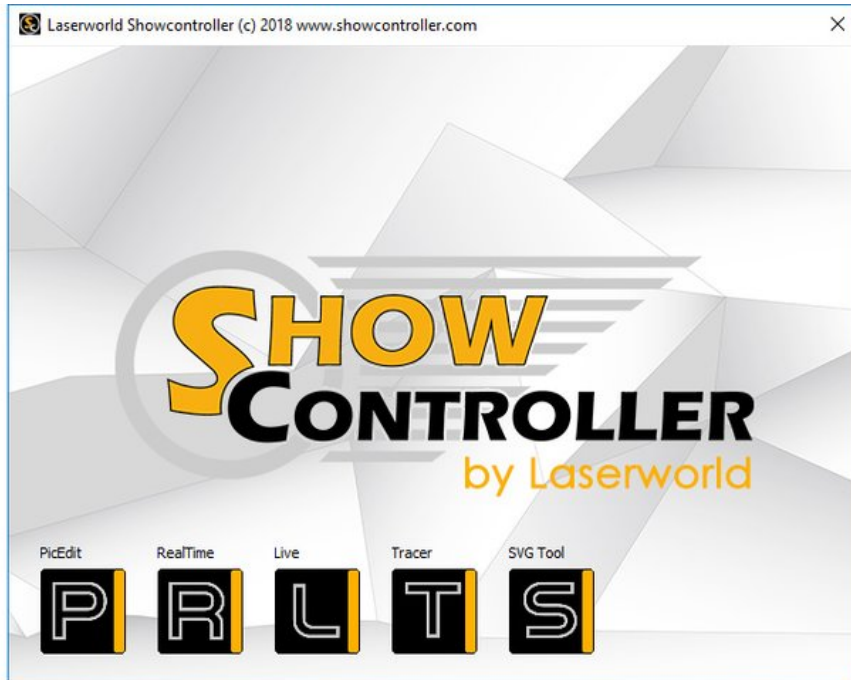 Laserworld Showcontroller (c) 2018 www.showcontroller.com
SHOW
CONTROLLER
by Laserworld
PicEdit RealTime Live Tracer SVG Tool
P R L T S